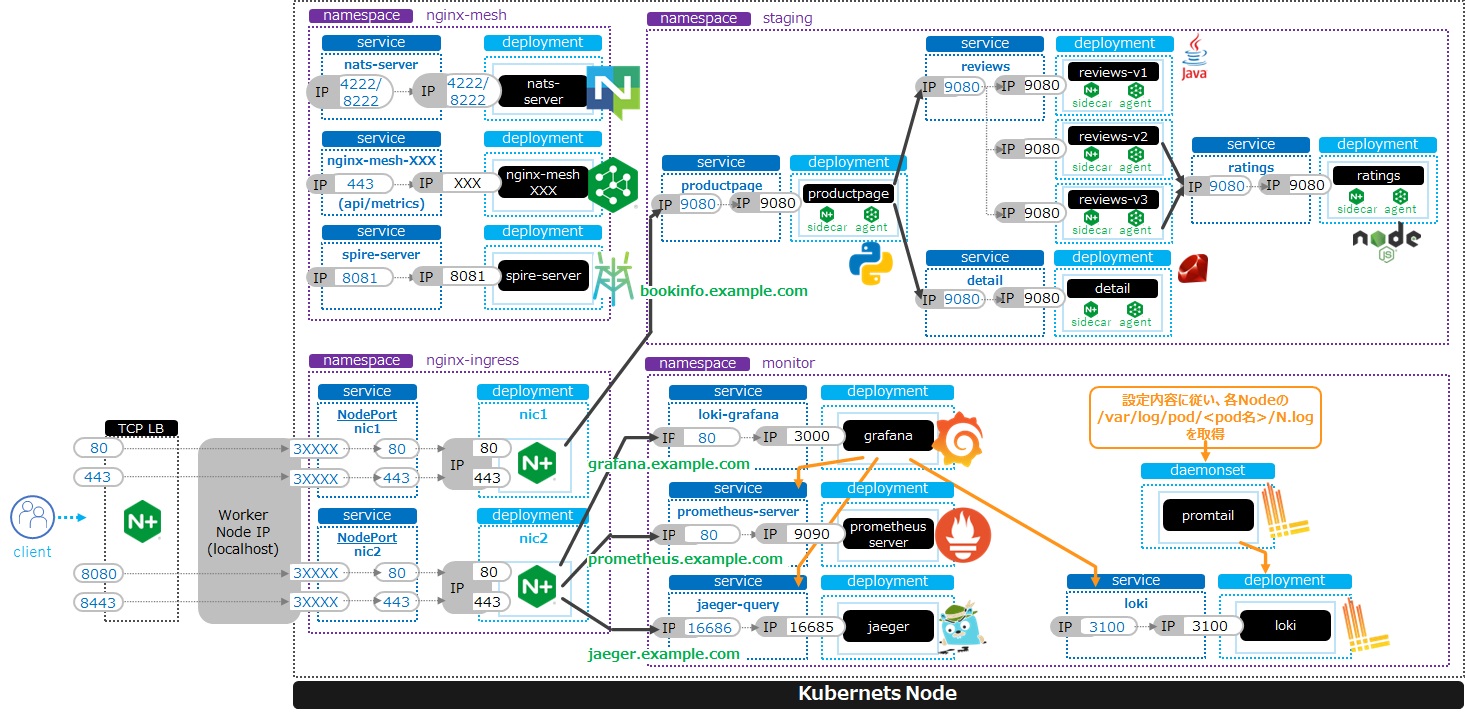 namespace nginx-mesh
service
deployment
nats-server
IP 4222/
8222
IP 4222/
8222
nats-
server
N
service
deployment
nginx-mesh-XXX
IP 443
IP XXX
nginx-mesh
XXX
(api/metrics)
service
deployment
spire-server
IP 8081
IP 8081
spire-server
namespace staging
service
deployment
productpage
IP 9080
IP 9080
productpage
N+
sidecar agent
bookinfo.example.com
service
deployment
reviews
IP 9080
IP 9080
reviews-v1
N+
sidecar agent
Java
IP 9080
reviews-v2
N+
sidecar agent
IP 9080
reviews-v3
N+
sidecar agent
service
deployment
detail
IP 9080
IP 9080
detail
N+
sidecar agent
service
deployment
ratings
IP 9080
IP 9080
ratings
N+
sidecar agent
node
JS
namespace nginx-ingress
service
deployment
NodePort
nic1
nic1
3XXXX 80
3XXXX 443
IP
80
443
N+
service
deployment
NodePort
nic2
nic2
3XXXX 80
3XXXX 443
IP
80
443
N+
client
TCP LB
80
443
N+
8080
8443
Worker
Node IP
(localhost)
namespace monitor
service
deployment
loki-grafana
IP 80
IP 3000
grafana
grafana.example.com
service
deployment
prometheus-server
IP 80
IP 9090
prometheus
server
prometheus.example.com
service
deployment
jaeger-query
IP 16686
IP 16685
jaeger
jaeger.example.com
設定内容に従い、各Nodeの
/var/log/pod/<pod名>/N.log
を取得
daemonset
promtail
service
deployment
loki
IP 3100
IP 3100
loki
Kubernets Node